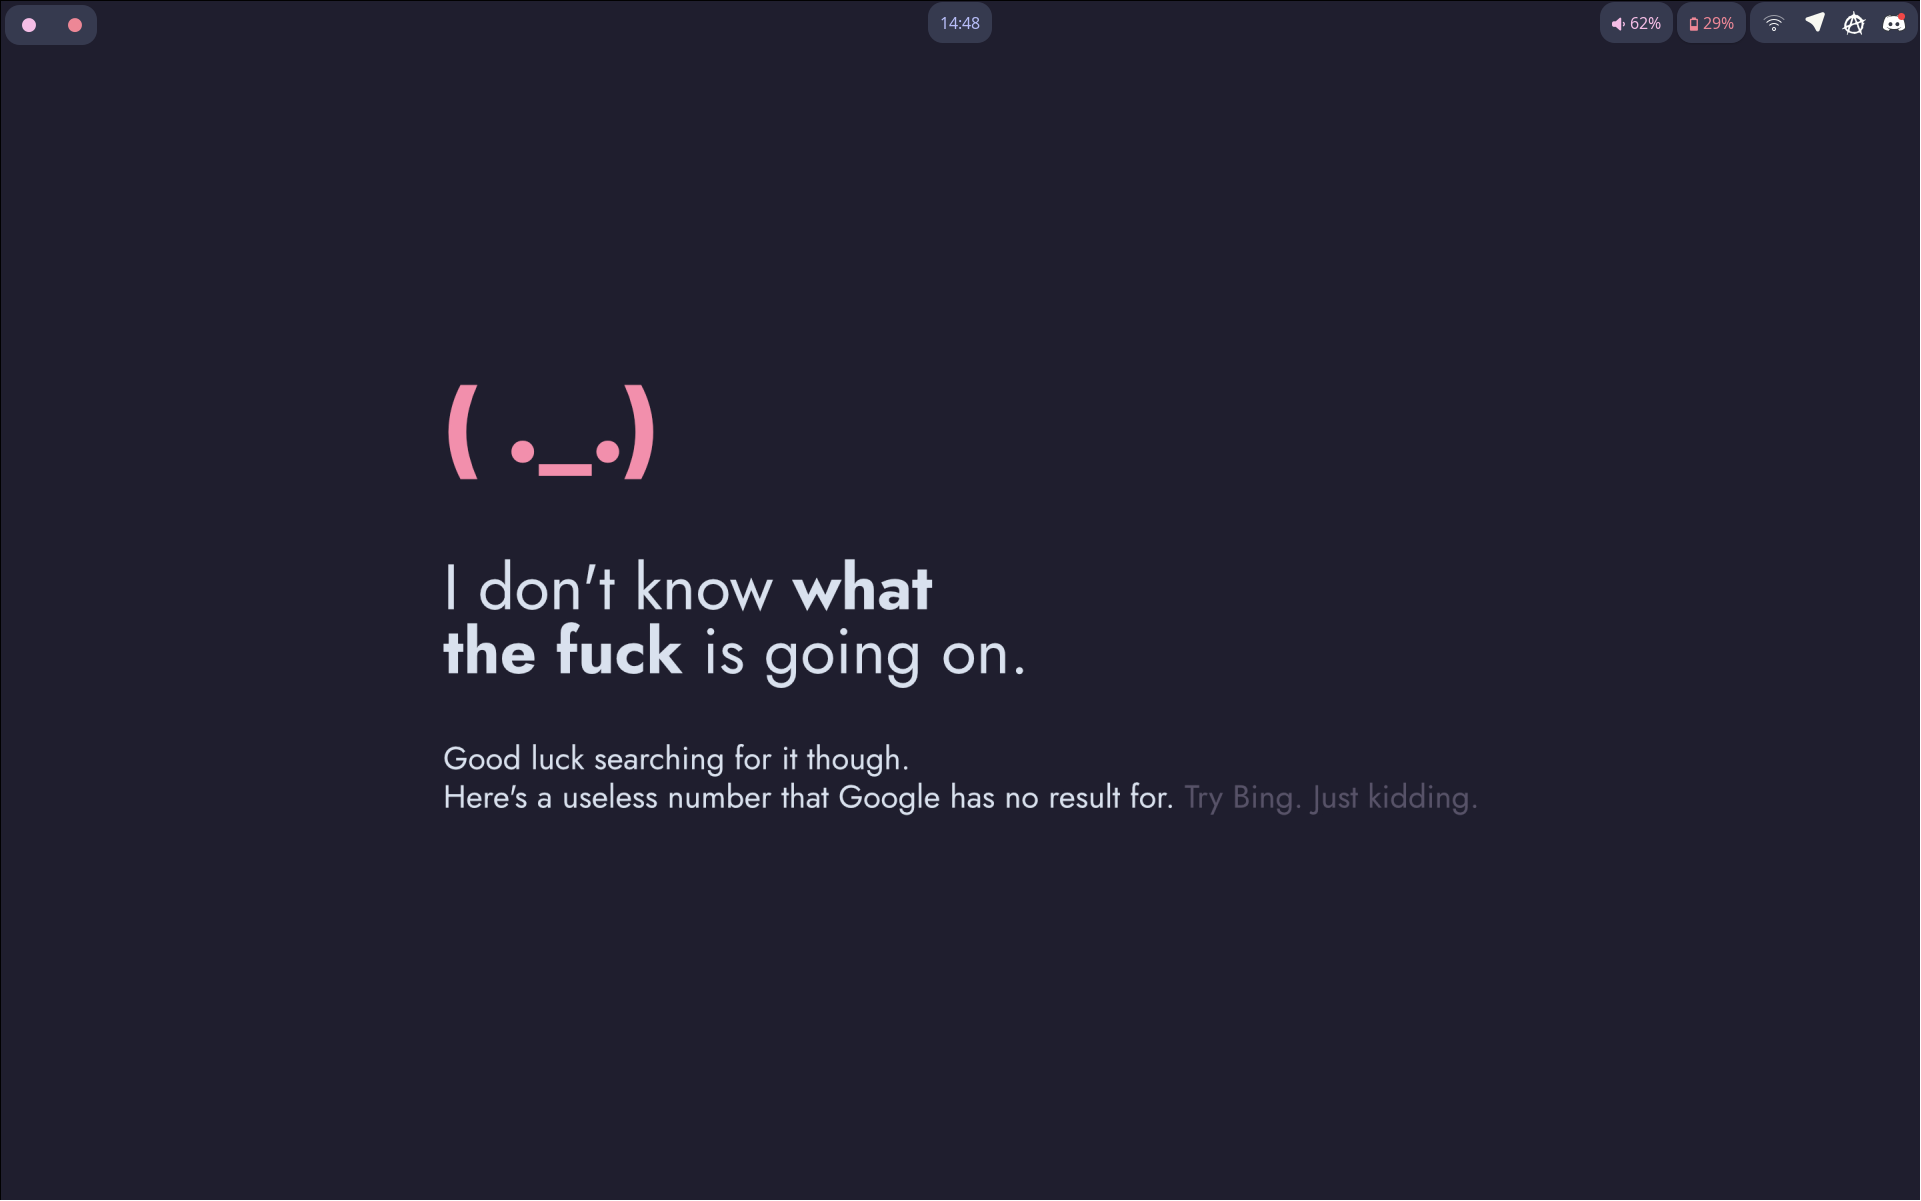 14:48
62%
29%
( ._.)
I don't know what
the fuck is going on.
Good luck searching for it though.
Here's a useless number that Google has no result for. Try Bing. Just kidding.